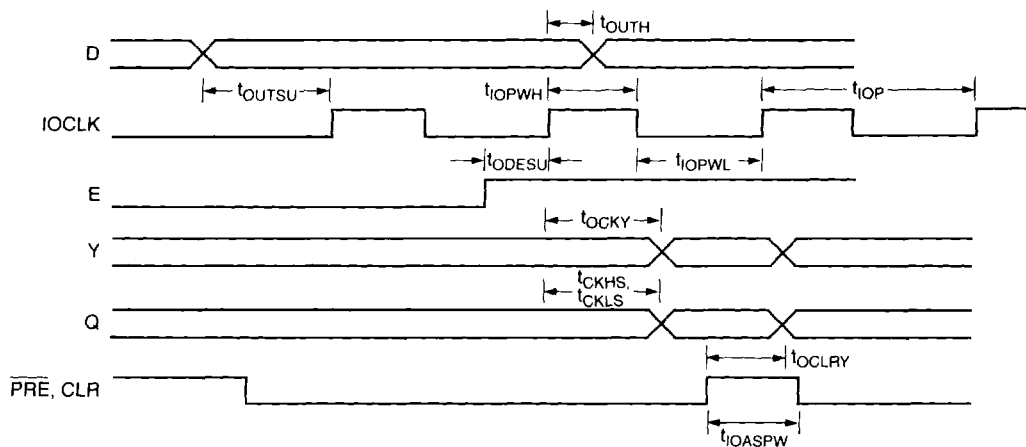 tOUTH
D
tOUTSU
tIOPWH
tIOP
IOCLK
tODESU
tIOPWL
E
tOCKY
Y
tCKHS,
tCKLS
Q
tOCLRY
PRE, CLR
tIOASPW